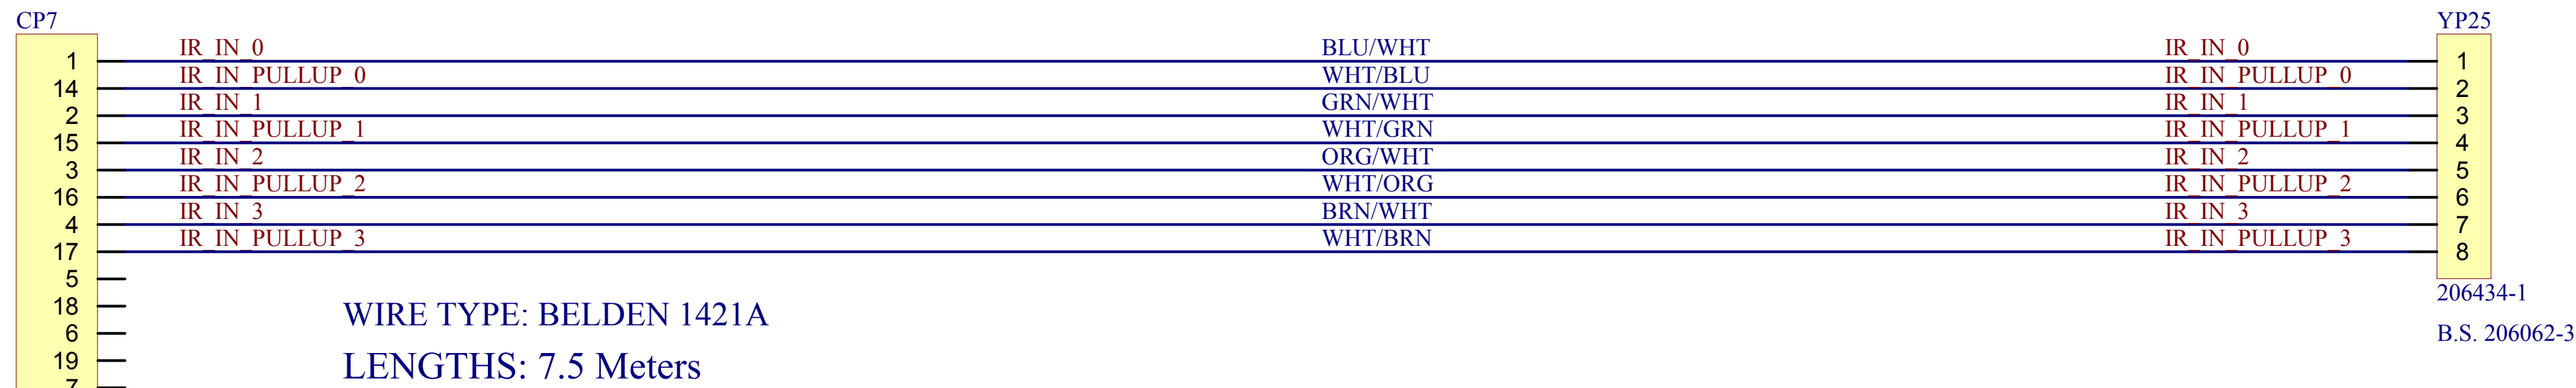 CP7 YP25
1 IR_IN_0 BLU/WHT IR_IN_0 1
14 IR_IN_PULLUP_0 WHT/BLU IR_IN_PULLUP_0 2
2 IR_IN_1 GRN/WHT IR_IN_1 3
15 IR_IN_PULLUP_1 WHT/GRN IR_IN_PULLUP_1 4
3 IR_IN_2 ORG/WHT IR_IN_2 5
16 IR_IN_PULLUP_2 WHT/ORG IR_IN_PULLUP_2 6
4 IR_IN_3 BRN/WHT IR_IN_3 7
17 IR_IN_PULLUP_3 WHT/BRN IR_IN_PULLUP_3 8
5
18
6
19
7
WIRE TYPE: BELDEN 1421A
LENGTHS: 7.5 Meters
206434-1
B.S. 206062-3